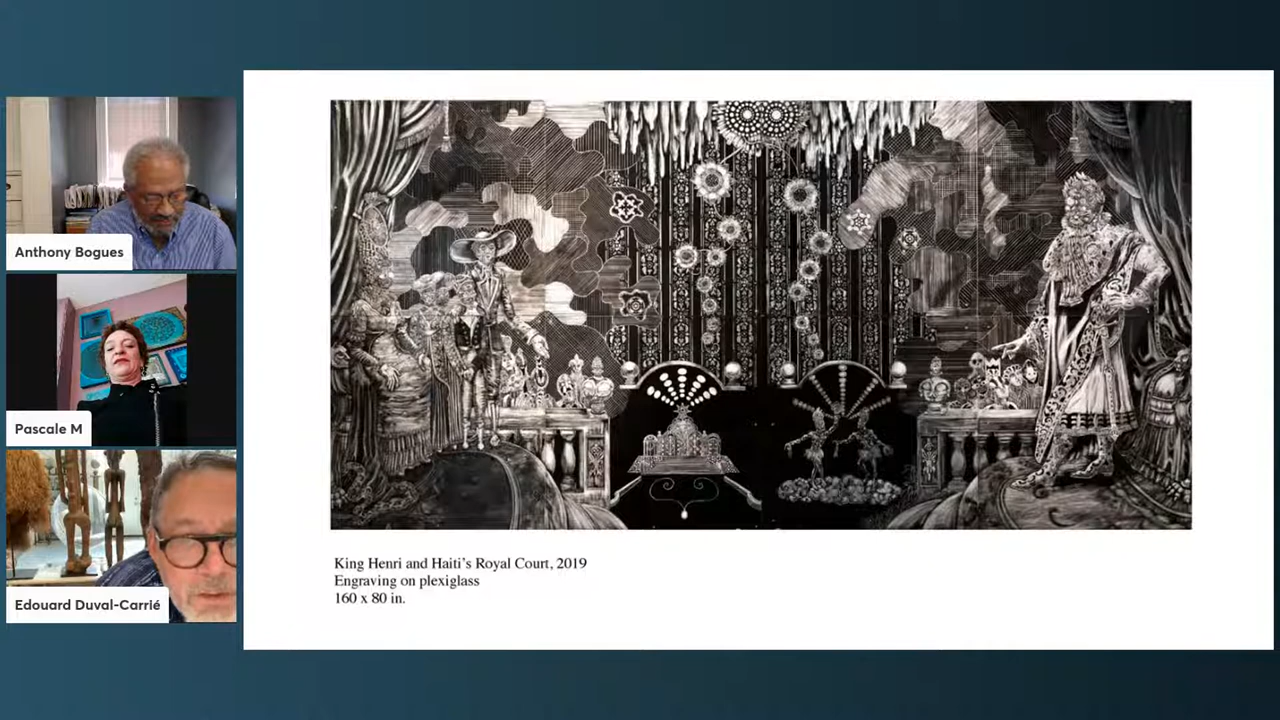 Anthony Bogues
Pascale M
Edouard Duval-Carrié
King Henri and Haiti's Royal Court, 2019
Engraving on plexiglass
160 x 80 in.